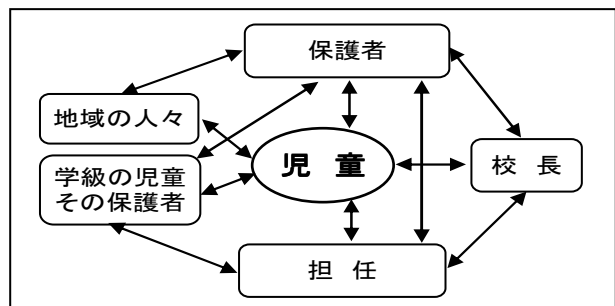 保護者
地域の人々
学級の児童
その保護者
児 童
校 長
担 任